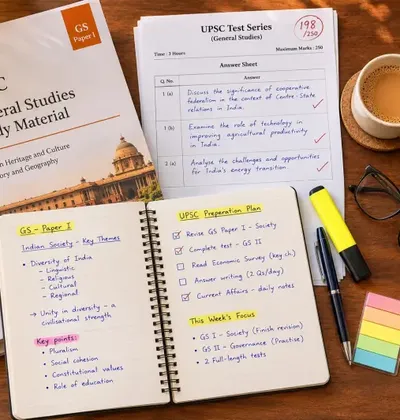 GS
Paper I
C
eral Studies
dy Material
n Heritage and Culture
ory and Geography
UPSC Test Series
(General Studies)
198
/250
Time : 3 Hours
Maximum Marks : 250
Answer Sheet
Q. No.
Answer
1 (a)
Discuss the significance of cooperative
federalism in the context of Centre-State
relations in India.
1 (b)
Examine the role of technology in
improving agricultural productivity
in India.
2 (a)
Analyse the challenges and opportunities
for India's energy transition.
GS - Paper I
Indian Society - Key Themes
• Diversity of India
- Linguistic
- Religious
- Cultural
- Regional
→ Unity in diversity - a
civilisational strength
Key points:
• Pluralism
• Social cohesion
• Constitutional values
• Role of education
UPSC Preparation Plan
☑ Revise GS Paper I - Society
☑ Complete test - GS II
☐ Read Economic Survey (key ch.)
☐ Answer writing (2 Qs/day)
☑ Current Affairs - daily notes
This Week's Focus
• GS I - Society (Finish revision)
• GS II - Governance (Practise)
• 2 Full-length tests